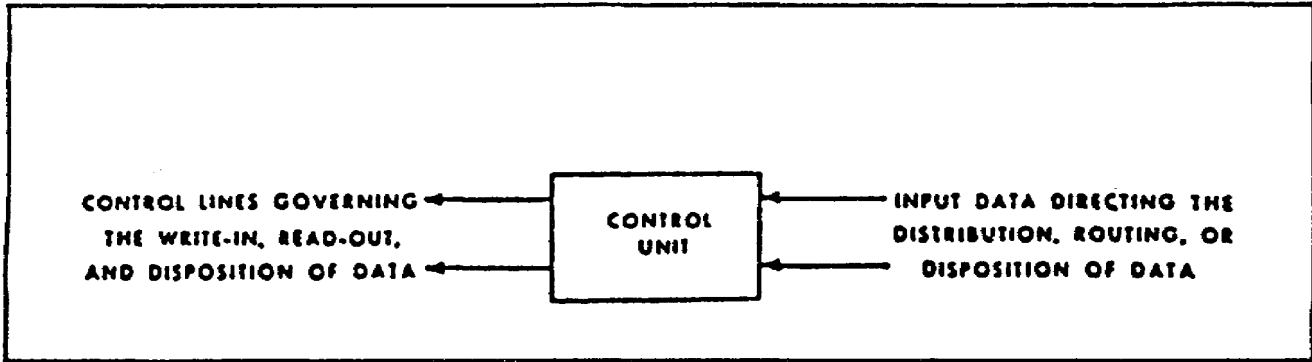 CONTROL LINES GOVERNING
THE WRITE-IN, READ-OUT,
AND DISPOSITION OF DATA
CONTROL
UNIT
INPUT DATA DIRECTING THE
DISTRIBUTION, ROUTING, OR
DISPOSITION OF DATA